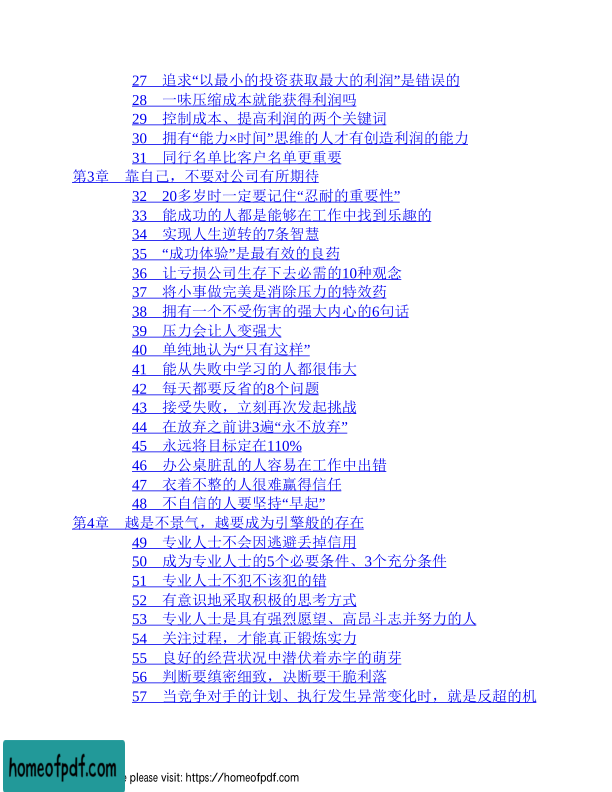 27 追求“以最小的投资获取最大的利润”是错误的
28 一味压缩成本就能获得利润吗
29 控制成本、提高利润的两个关键词
30 拥有“能力×时间”思维的人才有创造利润的能力
31 同行名单比客户名单更重要
第3章 靠自己，不要对公司有所期待
32 20多岁时一定要记住“忍耐的重要性”
33 能成功的人都是能够在工作中找到乐趣的
34 实现人生逆转的7条智慧
35 “成功体验”是最有效的良药
36 让亏损公司生存下去必需的10种观念
37 将小事做完美是消除压力的特效药
38 拥有一个不受伤害的强大内心的6句话
39 压力会让人变强大
40 单纯地认为“只有这样”
41 能从失败中学习的人都很伟大
42 每天都要反省的8个问题
43 接受失败，立刻再次发起挑战
44 在放弃之前讲3遍“永不放弃”
45 永远将目标定在110%
46 办公桌脏乱的人容易在工作中出错
47 衣着不整的人很难赢得信任
48 不自信的人要坚持“早起”
第4章 越是不景气，越要成为引擎般的存在
49 专业人士不会因逃避丢掉信用
50 成为专业人士的5个必要条件、3个充分条件
51 专业人士不犯不该犯的错
52 有意识地采取积极的思考方式
53 专业人士是具有强烈愿望、高昂斗志并努力的人
54 关注过程，才能真正锻炼实力
55 良好的经营状况中潜伏着赤字的萌芽
56 判断要缜密细致，决断要干脆利落
57 当竞争对手的计划、执行发生异常变化时，就是反超的机
homeofpdf.com
e please visit: https://homeofpdf.com